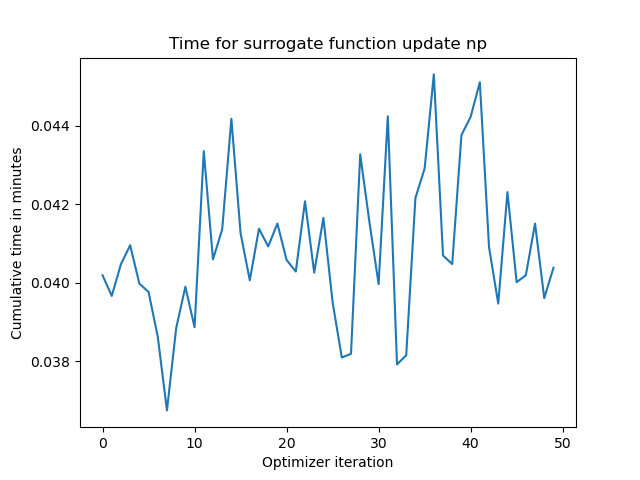 Time for surrogate function update np
Cumulative time in minutes
0.044
0.042
0.040
0.038
0 10 20 30 40 50
Optimizer iteration